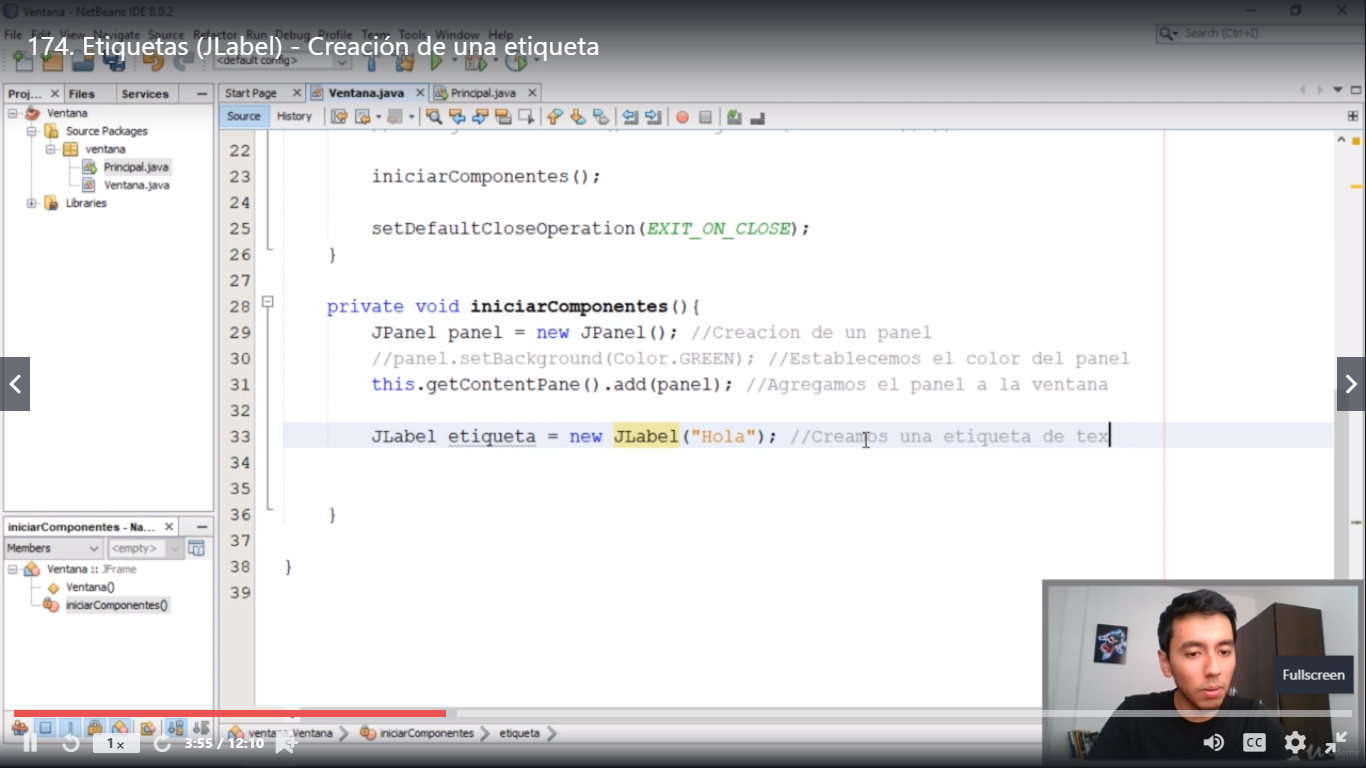 Ventana - NetBeans IDE 8.0.2
File Edit View Navigate Source Refactor Run Debug Profile Team Tools Window Help
Search (Ctrl+I)
174. Etiquetas (JLabel) - Creación de una etiqueta
<default config>
Proj... Files Services
Start Page Ventana.java Principal.java
Source History
Ventana
Source Packages
ventana
Principal.java
Ventana.java
Libraries
22
23 iniciarComponentes();
24
25 setDefaultCloseOperation(EXIT_ON_CLOSE);
26 }
27
28 private void iniciarComponentes(){
29 JPanel panel = new JPanel(); //Creacion de un panel
30 //panel.setBackground(Color.GREEN); //Establecemos el color del panel
31 this.getContentPane().add(panel); //Agregamos el panel a la ventana
32
33 JLabel etiqueta = new JLabel("Hola"); //Creamos una etiqueta de tex
34
35
36 }
37
38 }
39
iniciarComponentes - Na...
Members <empty>
Ventana :: JFrame
Ventana()
iniciarComponentes()
Fullscreen
ventana.Ventana iniciarComponentes etiqueta
1x 3:55 / 12:10 CC